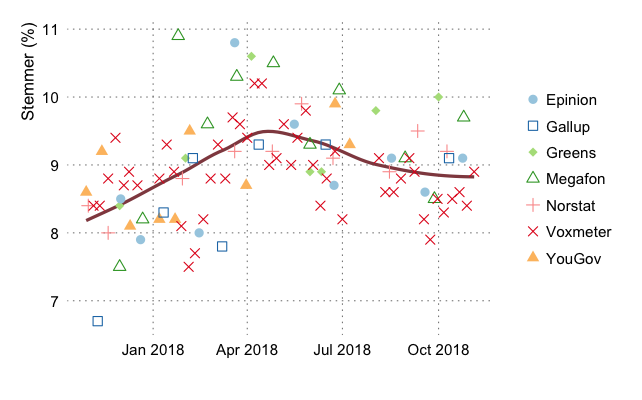 Stemmer (%)
11
10
9
8
7
Jan 2018 Apr 2018 Jul 2018 Oct 2018
Epinion
Gallup
Greens
Megafon
Norstat
Voxmeter
YouGov